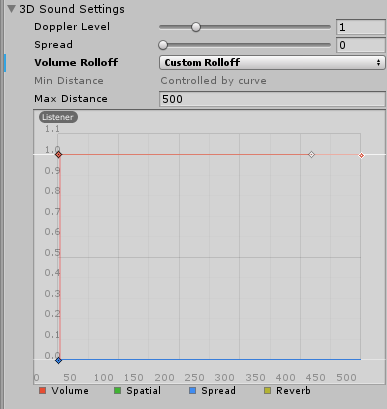 3D Sound Settings
Doppler Level 1
Spread 0
Volume Rolloff Custom Rolloff
Min Distance Controlled by curve
Max Distance 500
Listener
1.1
1.0
0.9
0.8
0.7
0.6
0.5
0.4
0.3
0.2
0.1
0.0
50 100 150 200 250 300 350 400 450 500
Volume Spatial Spread Reverb